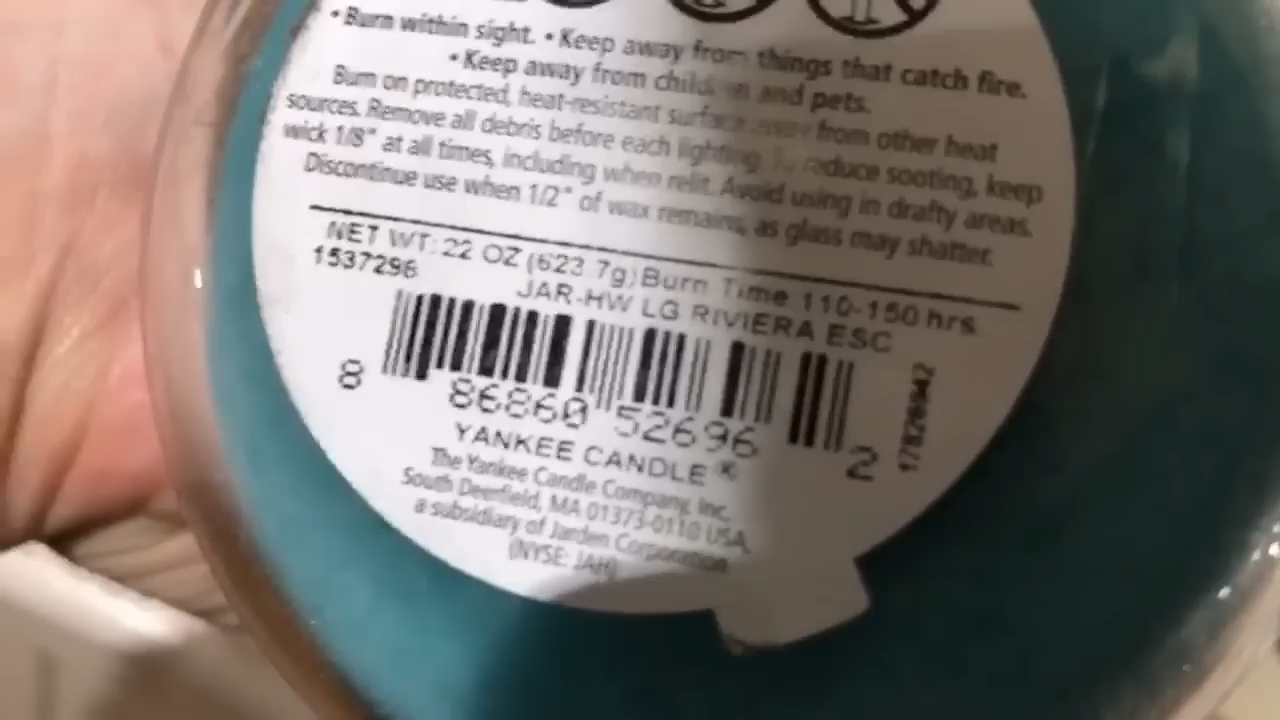 • Burn within sight. • Keep away from things that catch fire.
• Keep away from children and pets.
Burn on protected, heat-resistant surface away from other heat
sources. Remove all debris before each lighting. To reduce sooting, keep
wick 1/8" at all times, including when relit. Avoid using in drafty areas.
Discontinue use when 1/2" of wax remains, as glass may shatter.
NET WT: 22 OZ (623.7g) Burn Time 110-150 hrs
1537296
JAR-HW LG RIVIERA ESC
8 86860 52696 2
17826942
YANKEE CANDLE®
The Yankee Candle Company, Inc.
South Deerfield, MA 01373-0110 USA,
a subsidiary of Jarden Corporation
(NYSE: JAH)